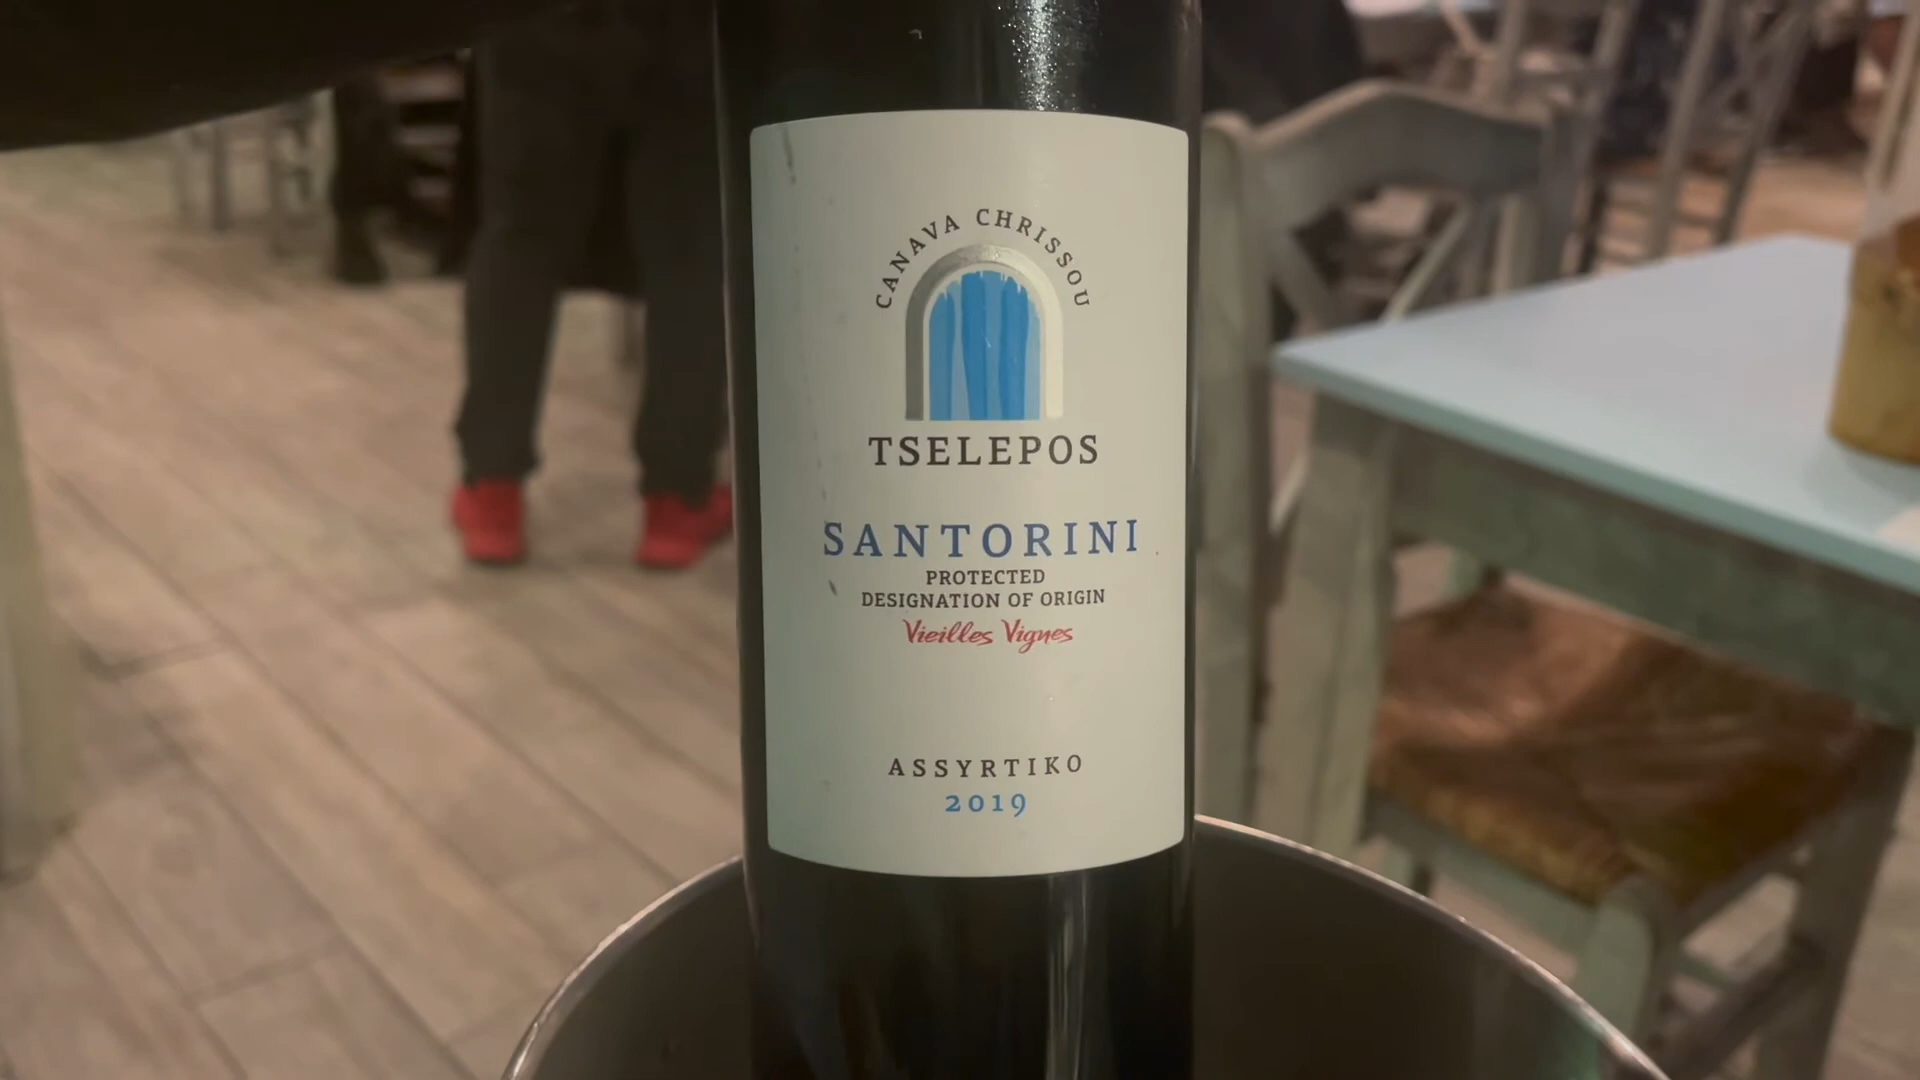 CANAVA CHRISSOU
TSELEPOS
SANTORINI
PROTECTED
DESIGNATION OF ORIGIN
Vieilles Vignes
ASSYRTIKO
2019